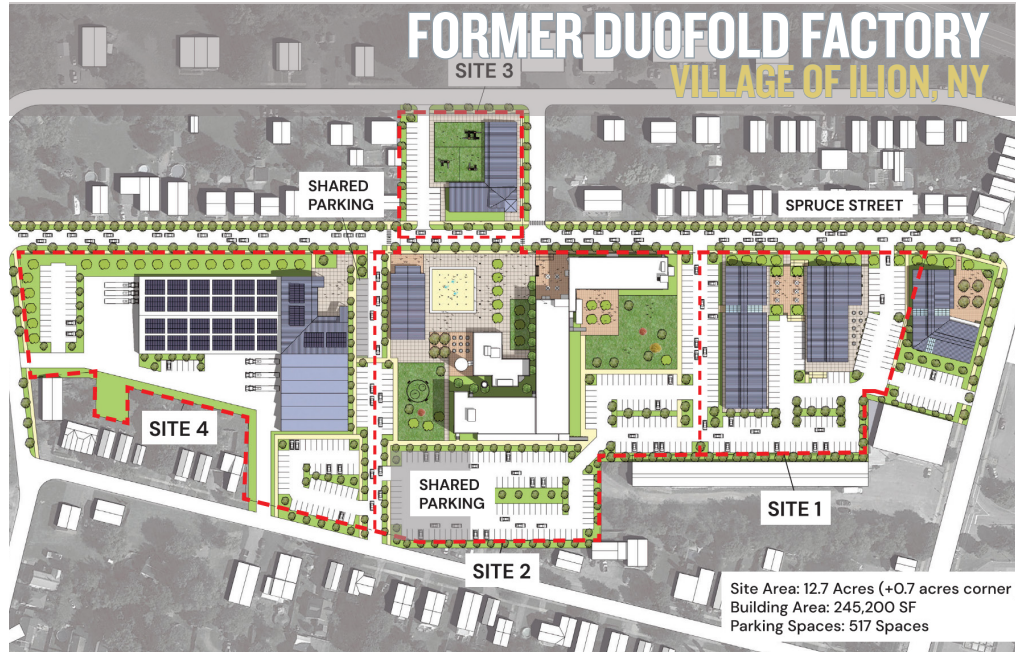 FORMER DUOFOLD FACTORY
VILLAGE OF ILION, NY
SITE 3
SHARED
PARKING
SPRUCE STREET
SITE 4
SHARED
PARKING
SITE 1
SITE 2
Site Area: 12.7 Acres (+0.7 acres corner
Building Area: 245,200 SF
Parking Spaces: 517 Spaces